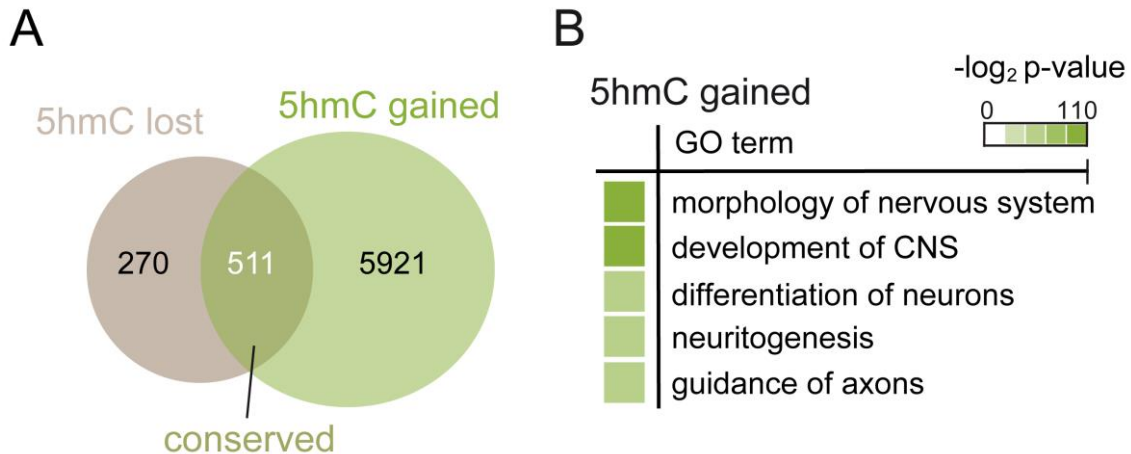 A
5hmC lost
5hmC gained
270
511
5921
conserved
B
5hmC gained
-log₂ p-value
0 110
GO term
morphology of nervous system
development of CNS
differentiation of neurons
neuritogenesis
guidance of axons